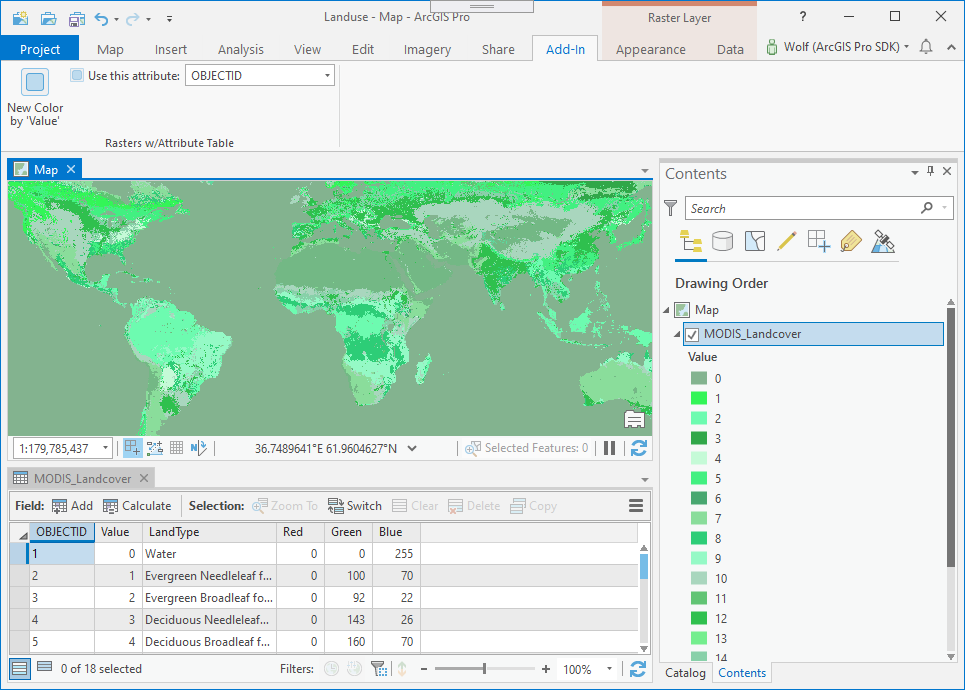 Landuse - Map - ArcGIS Pro
Raster Layer
?
Project Map Insert Analysis View Edit Imagery Share Add-In Appearance Data Wolf (ArcGIS Pro SDK)
New Color
by 'Value'
Use this attribute: OBJECTID
Rasters w/Attribute Table
Map
1:179,785,437 36.7489641°E 61.9604627°N Selected Features: 0
MODIS_Landcover
Field: Add Calculate Selection: Zoom To Switch Clear Delete Copy
OBJECTID Value LandType Red Green Blue
1 0 Water 0 0 255
2 1 Evergreen Needleleaf f... 0 100 70
3 2 Evergreen Broadleaf fo... 0 92 22
4 3 Deciduous Needleleaf... 0 143 26
5 4 Deciduous Broadleaf f... 0 160 70
0 of 18 selected Filters: - + 100%
Contents
Search
Drawing Order
Map
MODIS_Landcover
Value
0
1
2
3
4
5
6
7
8
9
10
11
12
13
14
Catalog Contents